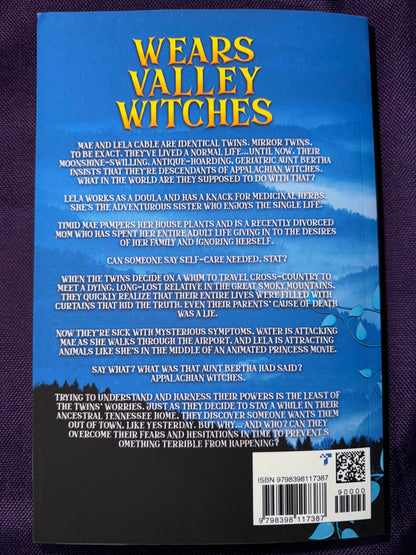 WEARS
VALLEY
WITCHES
MAE AND LELA CABLE ARE IDENTICAL TWINS. MIRROR TWINS,
TO BE EXACT. THEY'VE LIVED A NORMAL LIFE...UNTIL NOW. THEIR
MOONSHINE-SWILLING, ANTIQUE-HOARDING, GERIATRIC AUNT BERTHA
INSISTS THAT THEY'RE DESCENDANTS OF APPALACHIAN WITCHES.
WHAT IN THE WORLD ARE THEY SUPPOSED TO DO WITH THAT?
LELA WORKS AS A DOULA AND HAS A KNACK FOR MEDICINAL HERBS.
SHE'S THE ADVENTUROUS SISTER WHO ENJOYS THE SINGLE LIFE.
TIMID MAE PAMPERS HER HOUSE PLANTS AND IS A RECENTLY DIVORCED
MOM WHO HAS SPENT HER ENTIRE ADULT LIFE GIVING IN TO THE DESIRES
OF HER FAMILY AND IGNORING HERSELF.
CAN SOMEONE SAY SELF-CARE NEEDED, STAT?
WHEN THE TWINS DECIDE ON A WHIM TO TRAVEL CROSS-COUNTRY TO
MEET A DYING, LONG-LOST RELATIVE IN THE GREAT SMOKY MOUNTAINS,
THEY QUICKLY REALIZE THAT THEIR ENTIRE LIVES WERE FILLED WITH
CURTAINS THAT HID THE TRUTH. EVEN THEIR PARENTS' CAUSE OF DEATH
WAS A LIE.
NOW THEY'RE SICK WITH MYSTERIOUS SYMPTOMS, WATER IS ATTACKING
MAE AS SHE WALKS THROUGH THE AIRPORT, AND LELA IS ATTRACTING
ANIMALS LIKE SHE'S IN THE MIDDLE OF AN ANIMATED PRINCESS MOVIE.
SAY WHAT? WHAT WAS THAT AUNT BERTHA HAD SAID?
APPALACHIAN WITCHES.
TRYING TO UNDERSTAND AND HARNESS THEIR POWERS IS THE LEAST OF
THE TWINS' WORRIES. JUST AS THEY DECIDE TO STAY A WHILE IN THEIR
ANCESTRAL TENNESSEE HOME, THEY DISCOVER SOMEONE WANTS THEM
OUT OF TOWN. LIKE YESTERDAY. BUT WHY... AND WHO? CAN THEY
OVERCOME THEIR FEARS AND HESITATIONS IN TIME TO PREVENT S
OMETHING TERRIBLE FROM HAPPENING?
ISBN 9798398117387
90000
9 798398 117387